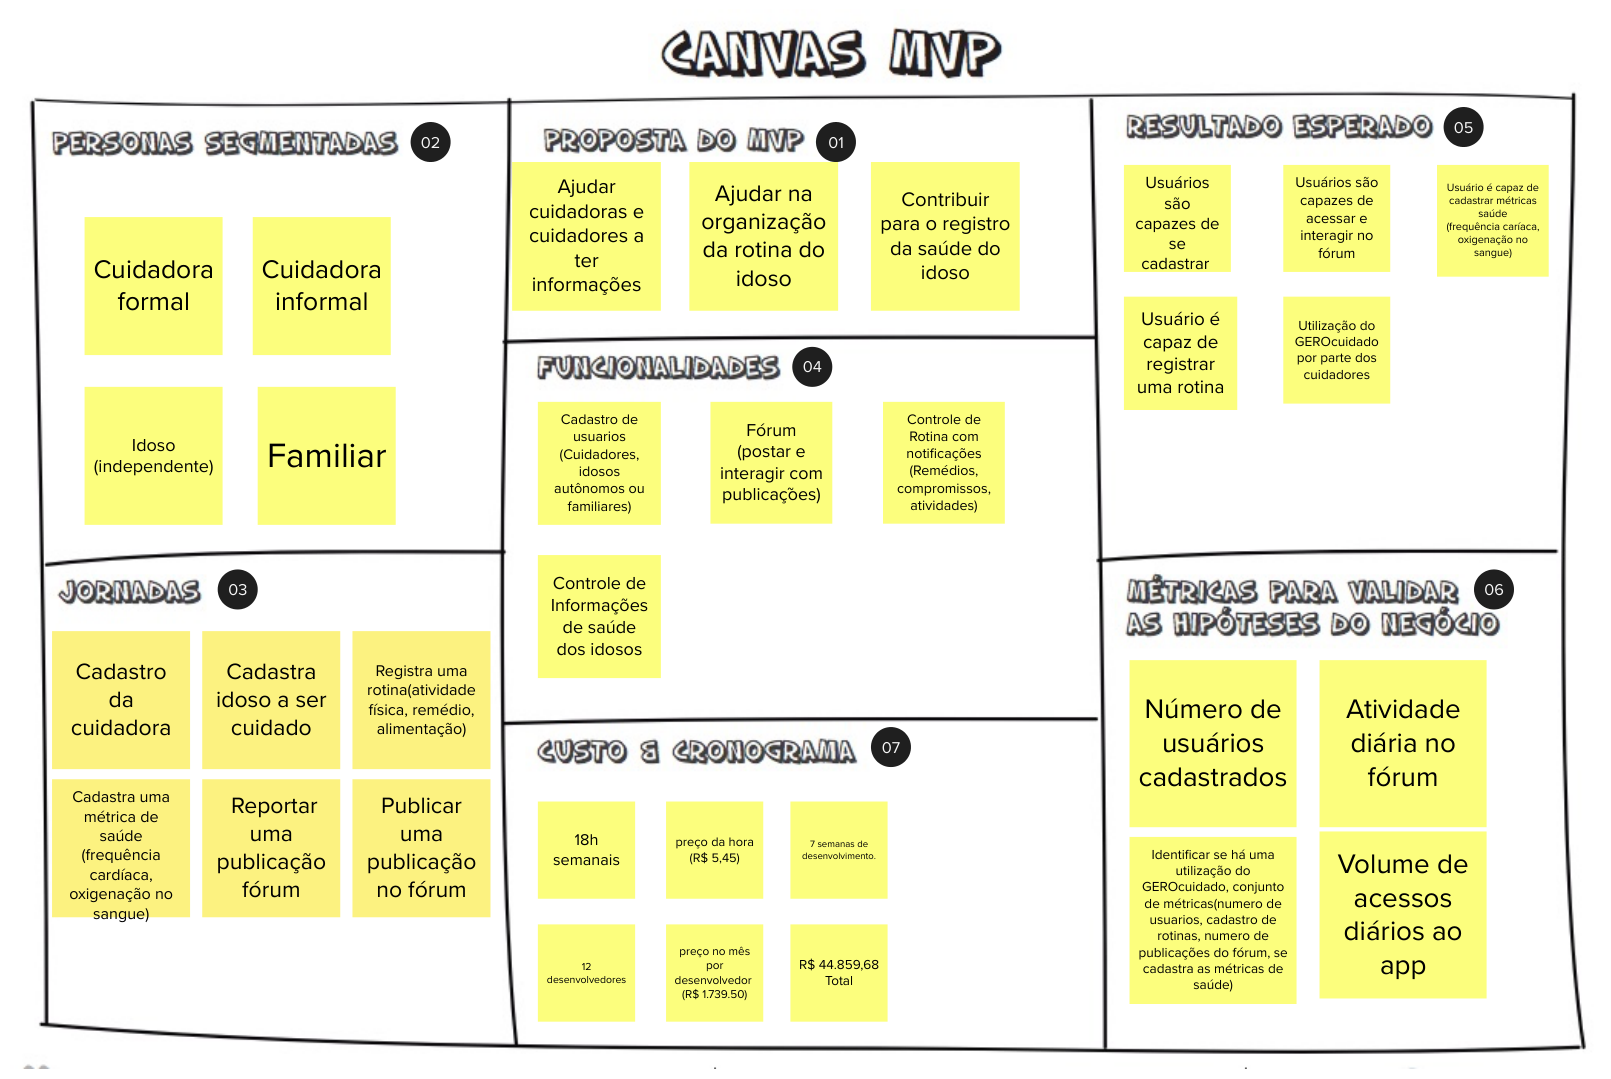 CANVAS MVP
PERSONAS SEGMENTADAS 02
Cuidadora
formal
Cuidadora
informal
Idoso
(independente)
Familiar
PROPOSTA DO MVP 01
Ajudar
cuidadoras e
cuidadores a
ter
informações
Ajudar na
organização
da rotina do
idoso
Contribuir
para o registro
da saúde do
idoso
JORNADAS 03
Cadastro
da
cuidadora
Cadastra
idoso a ser
cuidado
Registra uma
rotina(atividade
física, remédio,
alimentação)
Cadastra uma
métrica de
saúde
(frequência
cardíaca,
oxigenação no
sangue)
Reportar
uma
publicação
fórum
Publicar
uma
publicação
no fórum
FUNCIONALIDADES 04
Cadastro de
usuarios
(Cuidadores,
idosos
autônomos ou
familiares)
Fórum
(postar e
interagir com
publicações)
Controle de
Rotina com
notificações
(Remédios,
compromissos,
atividades)
Controle de
Informações
de saúde
dos idosos
RESULTADO ESPERADO 05
Usuários
são
capazes de
se
cadastrar
Usuários são
capazes de
acessar e
interagir no
fórum
Usuário é capaz de
cadastrar métricas
saúde
(frequência caríaca,
oxigenação no
sangue)
Usuário é
capaz de
registrar
uma rotina
Utilização do
GEROcuidado
por parte dos
cuidadores
MÉTRICAS PARA VALIDAR 06
AS HIPÓTESES DO NEGÓCIO
Número de
usuários
cadastrados
Atividade
diária no
fórum
Identificar se há uma
utilização do
GEROcuidado, conjunto
de métricas(numero de
usuarios, cadastro de
rotinas, numero de
publicações do fórum, se
cadastra as métricas de
saúde)
Volume de
acessos
diários ao
app
CUSTO & CRONOGRAMA 07
18h
semanais
preço da hora
(R$ 5,45)
7 semanas de
desenvolvimento.
12
desenvolvedores
preço no mês
por
desenvolvedor
(R$ 1.739.50)
R$ 44.859,68
Total